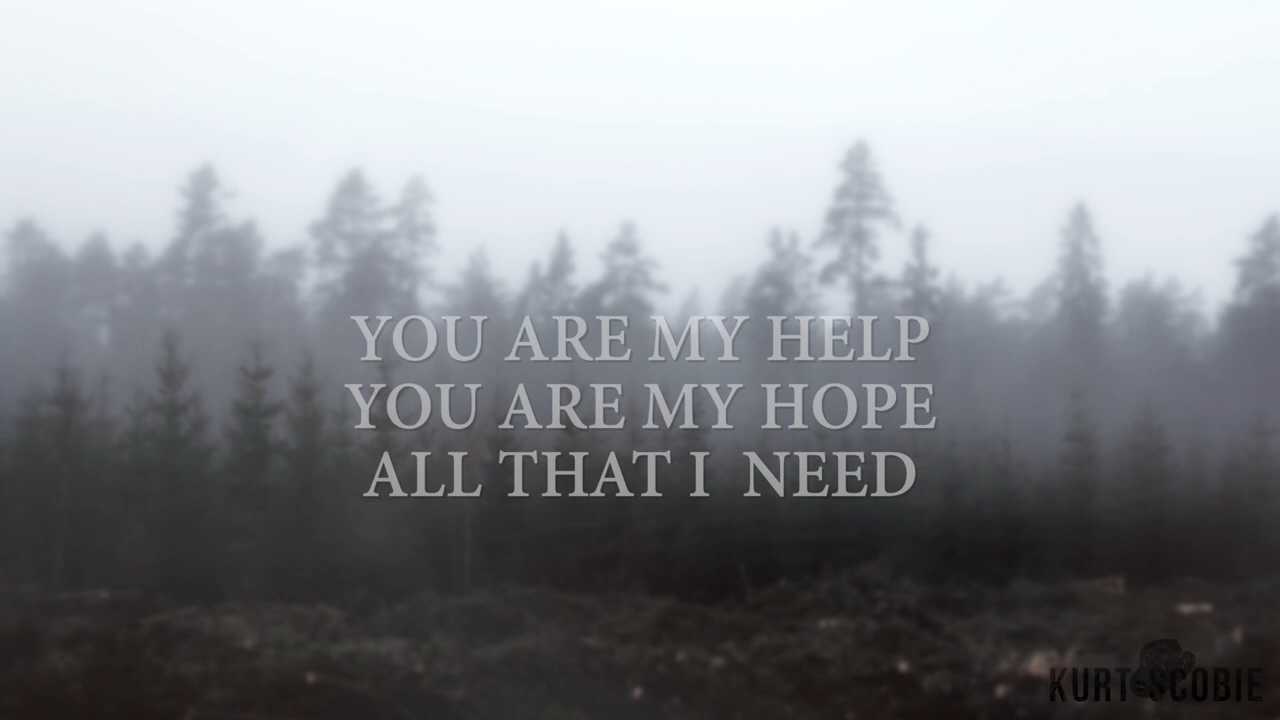 YOU ARE MY HELP
YOU ARE MY HOPE
ALL THAT I NEED
KURT SCOBIE